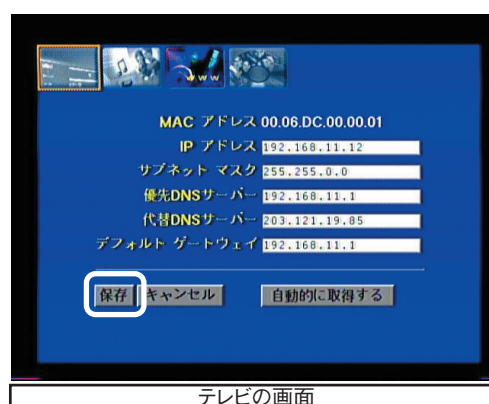 www
MAC アドレス 00.06.DC.00.00.01
IP アドレス 192.168.11.12
サブネット マスク 255.255.0.0
優先DNSサーバー 192.168.11.1
代替DNSサーバー 203.121.19.85
デフォルト ゲートウェイ 192.168.11.1
保存 キャンセル 自動的に取得する
テレビの画面